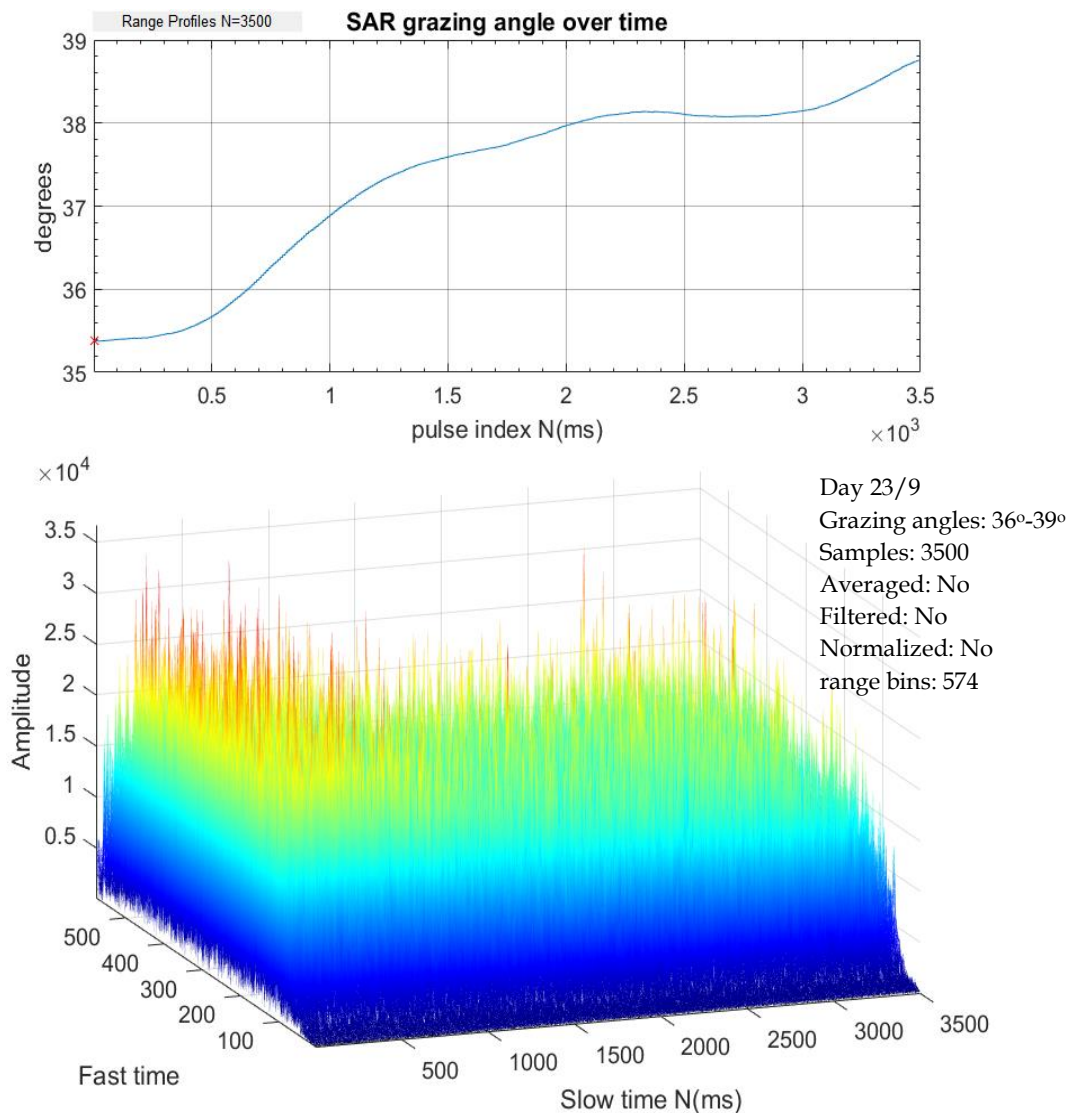 Range Profiles N=3500
SAR grazing angle over time
39
38
37
36
35
degrees
0.5 1 1.5 2 2.5 3 3.5
pulse index N(ms)
×10³
×10⁴
3.5
3
2.5
2
1.5
1
0.5
Amplitude
500
400
300
200
100
Fast time
500 1000 1500 2000 2500 3000 3500
Slow time N(ms)
Day 23/9
Grazing angles: 36º-39º
Samples: 3500
Averaged: No
Filtered: No
Normalized: No
range bins: 574